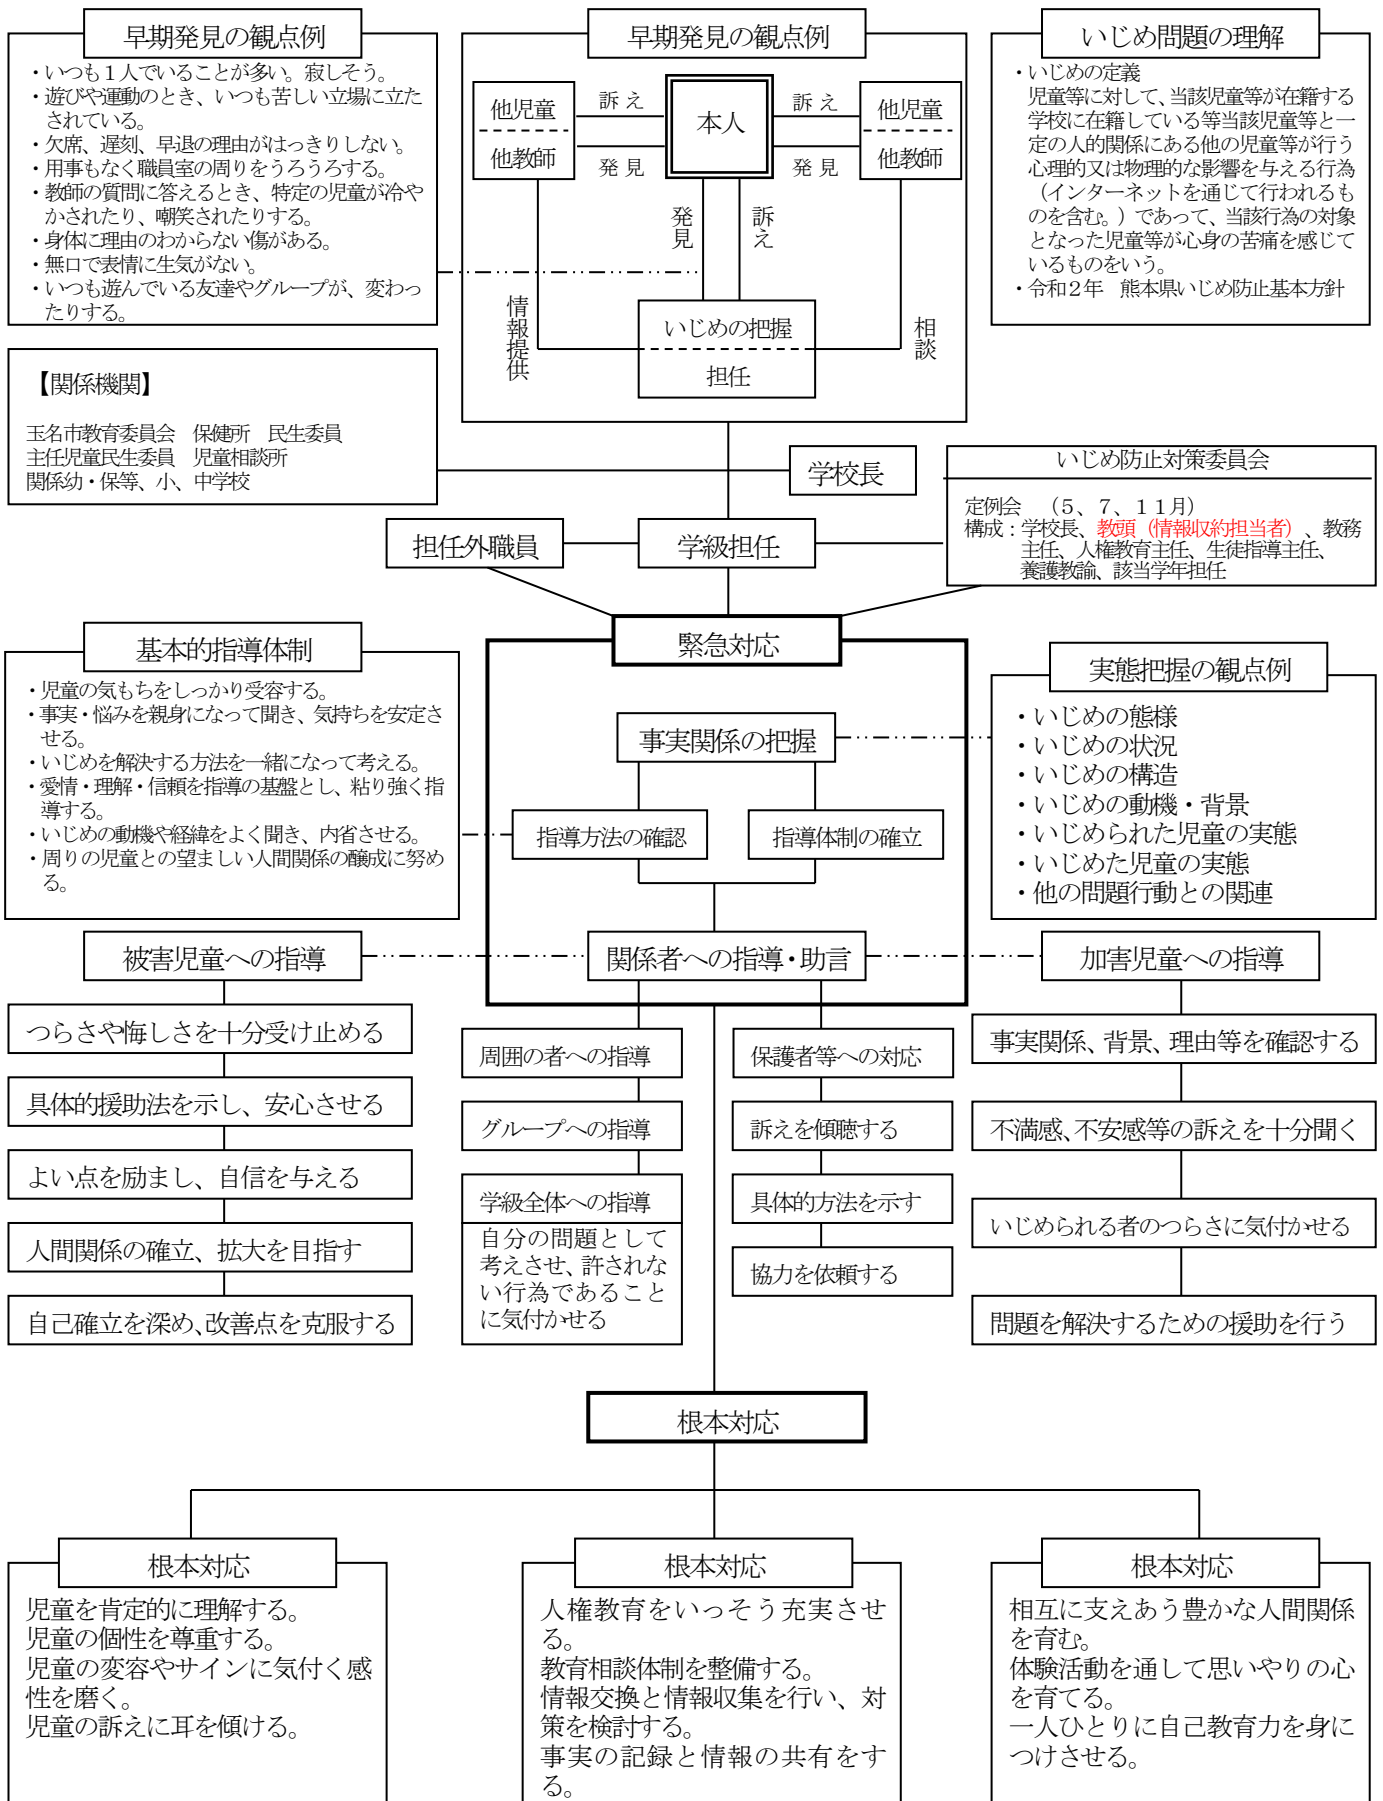 早期発見の観点例
・いつも１人でいることが多い。寂しそう。
・遊びや運動のとき、いつも苦しい立場に立た
されている。
・欠席、遅刻、早退の理由がはっきりしない。
・用事もなく職員室の周りをうろうろする。
・教師の質問に答えるとき、特定の児童が冷や
かされたり、嘲笑されたりする。
・身体に理由のわからない傷がある。
・無口で表情に生気がない。
・いつも遊んでいる友達やグループが、変わっ
たりする。
早期発見の観点例
他児童
他教師
訴え
発見
本人
訴え
発見
他児童
他教師
発見
訴え
情報提供
相談
いじめの把握
担任
いじめ問題の理解
・いじめの定義
児童等に対して、当該児童等が在籍する
学校に在籍している等当該児童等と一
定の人的関係にある他の児童等が行う
心理的又は物理的な影響を与える行為
（インターネットを通じて行われるも
のを含む。）であって、当該行為の対象
となった児童等が心身の苦痛を感じて
いるものをいう。
・令和２年　熊本県いじめ防止基本方針
【関係機関】
玉名市教育委員会　保健所　民生委員
主任児童民生委員　児童相談所
関係幼・保等、小、中学校
学校長
いじめ防止対策委員会
定例会　（５、７、１１月）
構成：学校長、教頭（情報収約担当者）、教務
主任、人権教育主任、生徒指導主任、
養護教諭、該当学年担任
担任外職員
学級担任
緊急対応
基本的指導体制
・児童の気もちをしっかり受容する。
・事実・悩みを親身になって聞き、気持ちを安定さ
せる。
・いじめを解決する方法を一緒になって考える。
・愛情・理解・信頼を指導の基盤とし、粘り強く指
導する。
・いじめの動機や経緯をよく聞き、内省させる。
・周りの児童との望ましい人間関係の醸成に努め
る。
事実関係の把握
指導方法の確認
指導体制の確立
実態把握の観点例
・いじめの態様
・いじめの状況
・いじめの構造
・いじめの動機・背景
・いじめられた児童の実態
・いじめた児童の実態
・他の問題行動との関連
被害児童への指導
関係者への指導・助言
加害児童への指導
つらさや悔しさを十分受け止める
具体的援助法を示し、安心させる
よい点を励まし、自信を与える
人間関係の確立、拡大を目指す
自己確立を深め、改善点を克服する
周囲の者への指導
グループへの指導
学級全体への指導
自分の問題として
考えさせ、許されな
い行為であること
に気付かせる
保護者等への対応
訴えを傾聴する
具体的方法を示す
協力を依頼する
事実関係、背景、理由等を確認する
不満感、不安感等の訴えを十分聞く
いじめられる者のつらさに気付かせる
問題を解決するための援助を行う
根本対応
根本対応
児童を肯定的に理解する。
児童の個性を尊重する。
児童の変容やサインに気付く感
性を磨く。
児童の訴えに耳を傾ける。
根本対応
人権教育をいっそう充実させ
る。
教育相談体制を整備する。
情報交換と情報収集を行い、対
策を検討する。
事実の記録と情報の共有をす
る。
根本対応
相互に支えあう豊かな人間関係
を育む。
体験活動を通して思いやりの心
を育てる。
一人ひとりに自己教育力を身に
つけさせる。